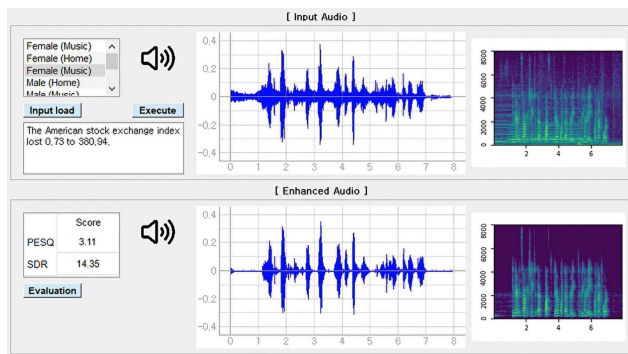 [ Input Audio ]
Female (Music)
Female (Home)
Female (Music)
Male (Home)
Male (Music)
Input load
Execute
The American stock exchange index
lost 0,73 to 380,94.
0.4
0.2
0
-0.2
-0.4
0 1 2 3 4 5 6 7 8
8000
6000
4000
2000
0
2 4 6
[ Enhanced Audio ]
Score
PESQ 3.11
SDR 14.35
Evaluation
0.4
0.2
0
-0.2
-0.4
0 1 2 3 4 5 6 7 8
8000
6000
4000
2000
0
2 4 6